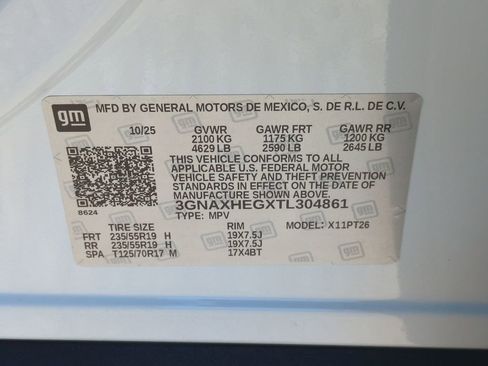 gm MFD BY GENERAL MOTORS DE MEXICO, S. DE R.L. DE C.V.
10/25 GVWR GAWR FRT GAWR RR
2100 KG 1175 KG 1200 KG
4629 LB 2590 LB 2645 LB
THIS VEHICLE CONFORMS TO ALL
APPLICABLE U.S. FEDERAL MOTOR
VEHICLE SAFETY AND THEFT
PREVENTION STANDARDS IN EFFECT ON THE DATE OF
MANUFACTURE SHOWN ABOVE.
8624 3GNAXHEGXTL304861
TYPE: MPV MODEL: X11PT26
TIRE SIZE RIM
FRT 235/55R19 H 19X7.5J
RR 235/55R19 H 19X7.5J
SPA T125/70R17 M 17X4BT